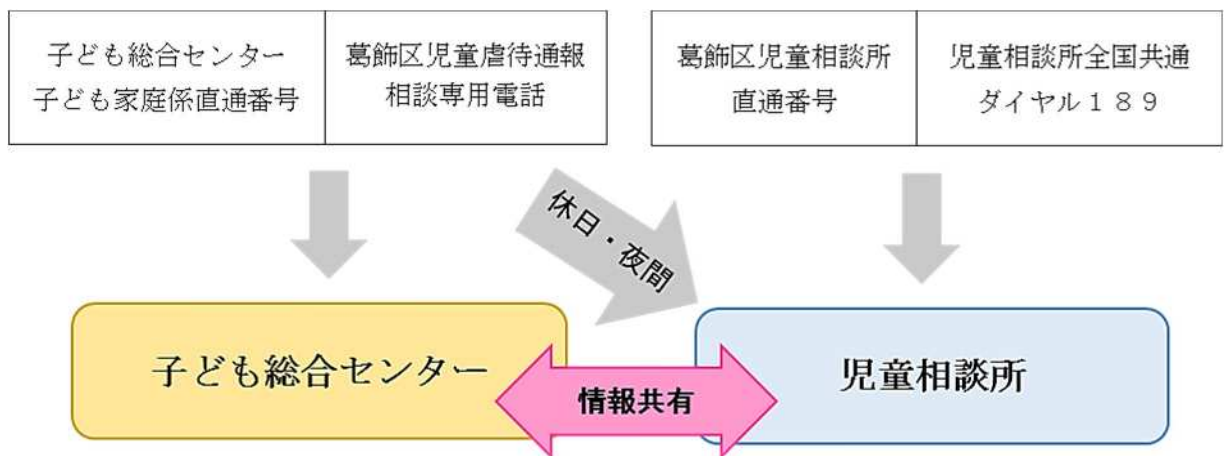 子ども総合センター
子ども家庭係直通番号
葛飾区児童虐待通報
相談専用電話
葛飾区児童相談所
直通番号
児童相談所全国共通
ダイヤル１８９
休日・夜間
子ども総合センター
情報共有
児童相談所